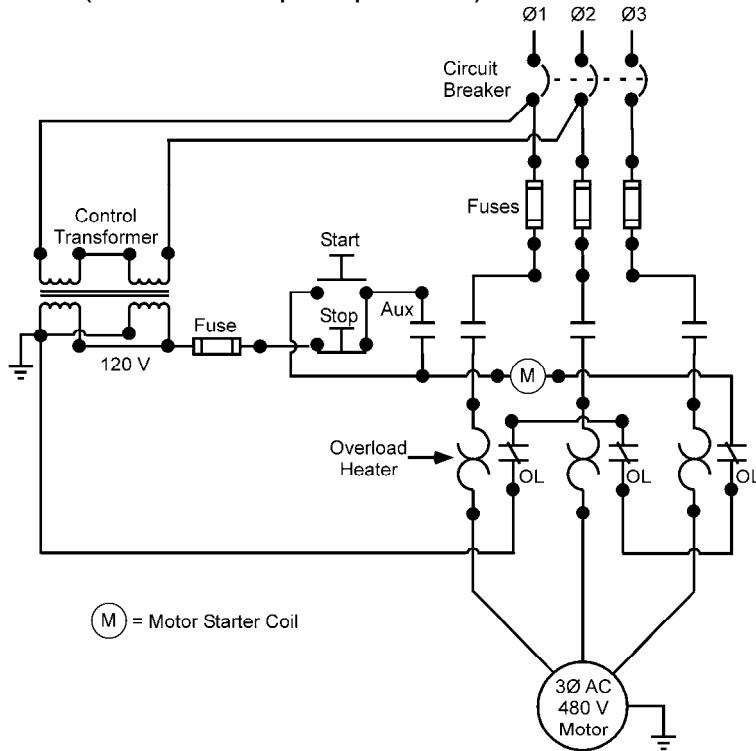 Ø1 Ø2 Ø3
Circuit
Breaker
Fuses
Control
Transformer
Start
Stop
Aux
Fuse
120 V
M
Overload
Heater
OL OL OL
M = Motor Starter Coil
3Ø AC
480 V
Motor